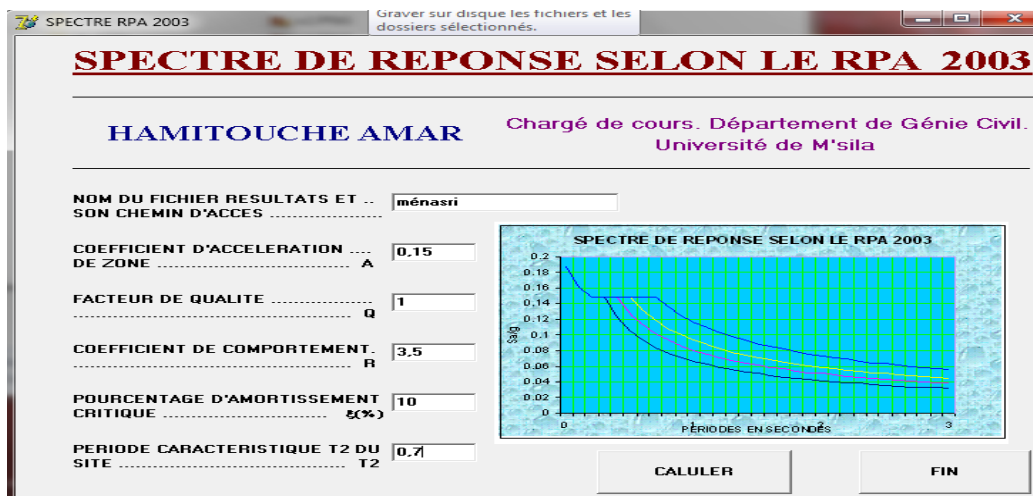 SPECTRE RPA 2003
Graver sur disque les fichiers et les
dossiers sélectionnés.
SPECTRE DE REPONSE SELON LE RPA 2003
HAMITOUCHE AMAR
Chargé de cours. Département de Génie Civil.
Université de M'sila
NOM DU FICHIER RESULTATS ET ..
SON CHEMIN D'ACCES ..................
ménasri
COEFFICIENT D'ACCELERATION ....
DE ZONE ................................ A
0,15
FACTEUR DE QUALITE ................
............................................. Q
1
COEFFICIENT DE COMPORTEMENT.
............................................. R
3,5
POURCENTAGE D'AMORTISSEMENT
CRITIQUE ........................... ξ(%)
10
PERIODE CARACTERISTIQUE T2 DU
SITE ..................................... T2
0,7
SPECTRE DE REPONSE SELON LE RPA 2003
0.2
0.18
0.16
0,14
0.12
0.1
0.08
0.06
0.04
0.02
0
Sa/g
0 1 2 3
PERIODES EN SECONDES
CALULER
FIN